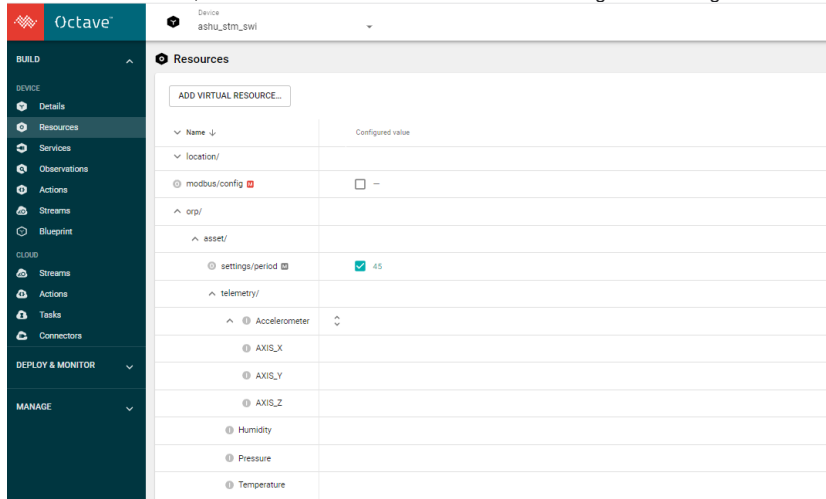 Octave
Device
ashu_stm_swi
BUILD
DEVICE
Details
Resources
Services
Observations
Actions
Streams
Blueprint
CLOUD
Streams
Actions
Tasks
Connectors
DEPLOY & MONITOR
MANAGE
Resources
ADD VIRTUAL RESOURCE...
Name ↓ Configured value
location/
modbus/config —
orp/
asset/
settings/period 45
telemetry/
Accelerometer
AXIS_X
AXIS_Y
AXIS_Z
Humidity
Pressure
Temperature